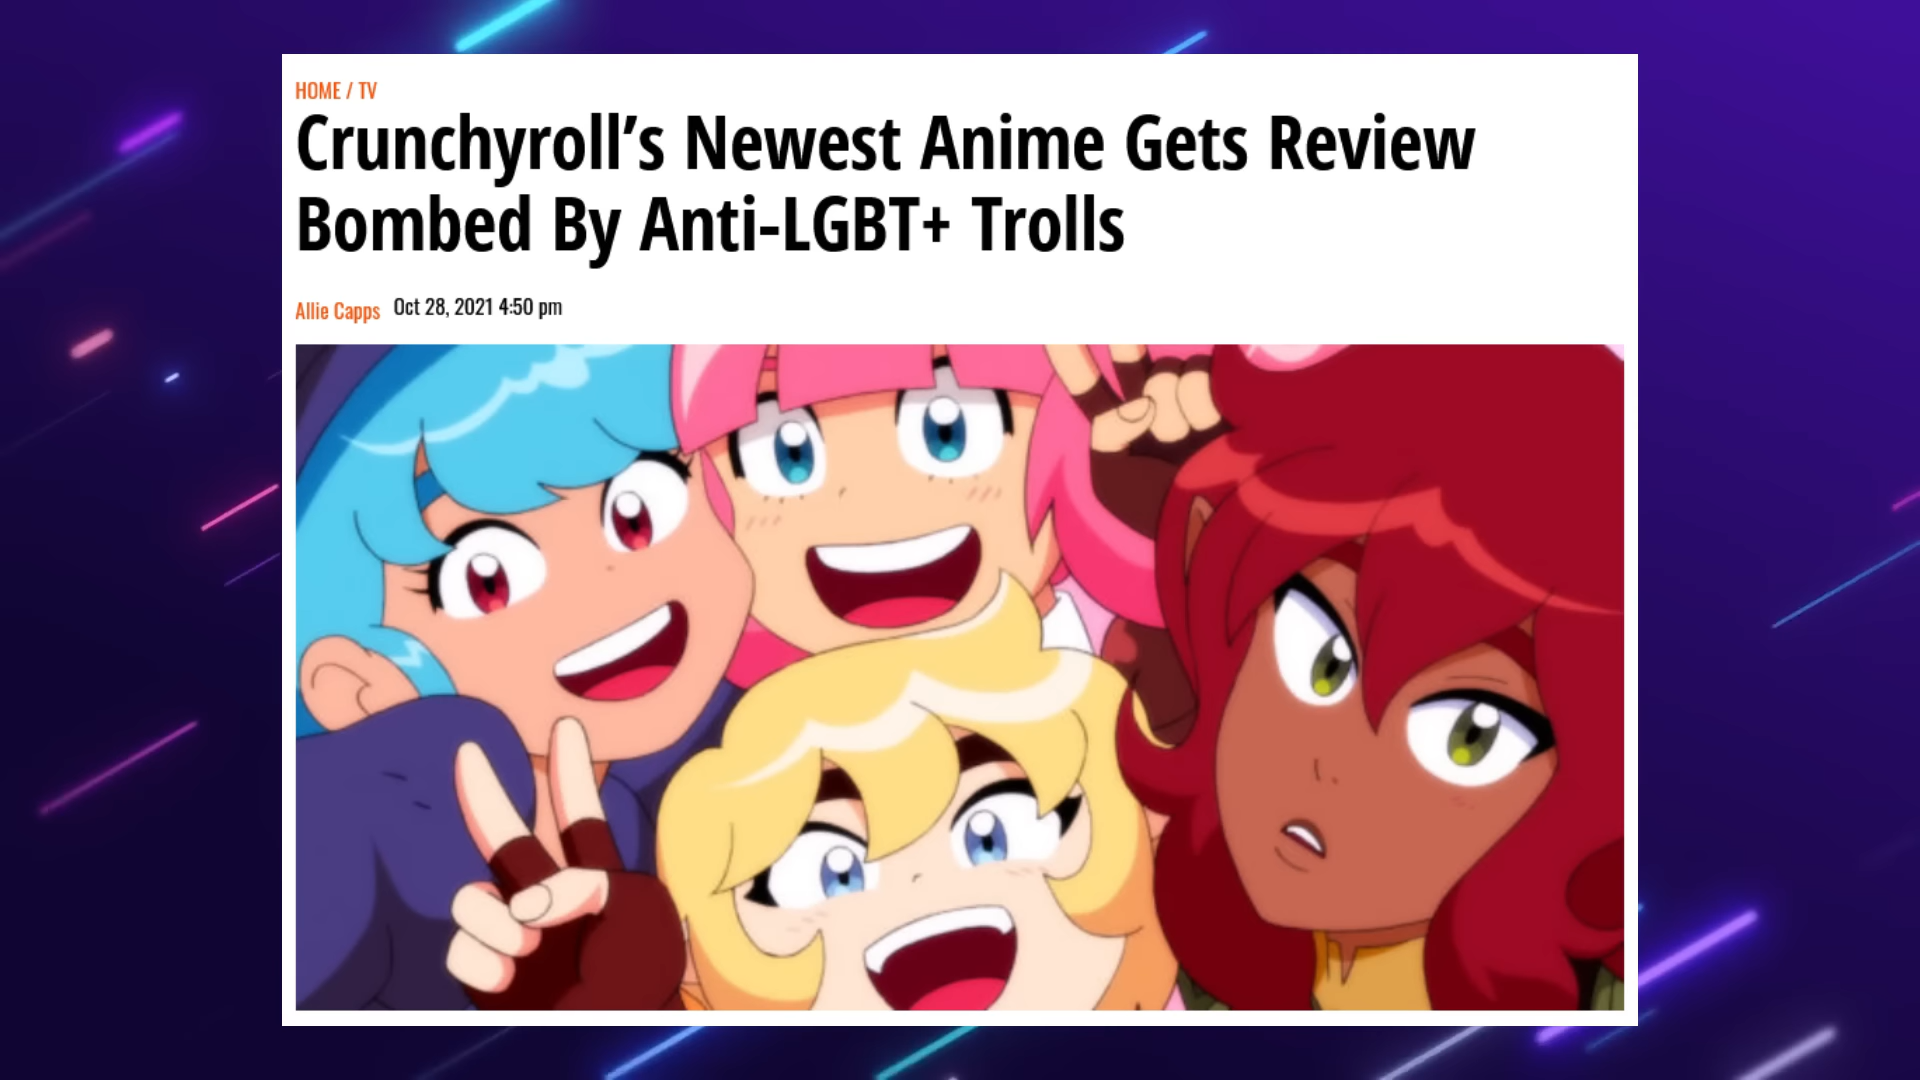 HOME / TV
Crunchyroll’s Newest Anime Gets Review
Bombed By Anti-LGBT+ Trolls
Allie Capps Oct 28, 2021 4:50 pm